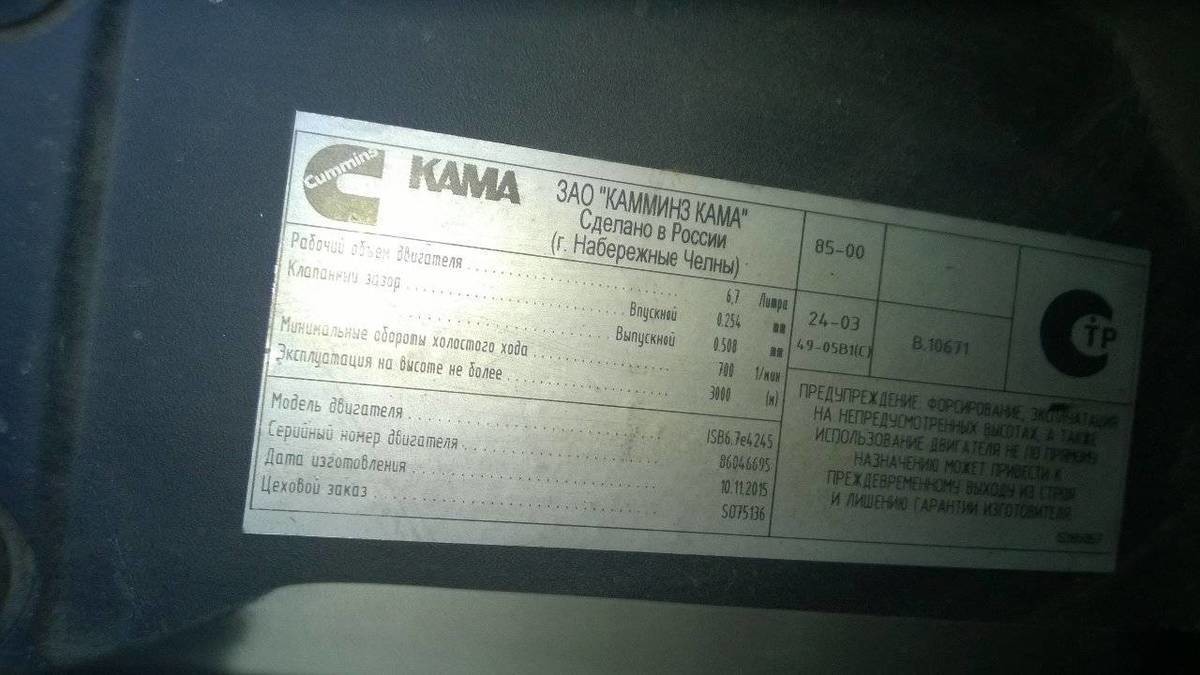 Cummins
КАМА
ЗАО "КАММИНЗ КАМА"
Сделано в России
(г. Набережные Челны)
Рабочий объем двигателя 6,7 Литра
Клапанный зазор
Впускной 0.254 мм
Выпускной 0.508 мм
Минимальные обороты холостого хода 700 1/мин
Эксплуатация на высоте не более 3000 (м)
Модель двигателя ISB6.7e4245
Серийный номер двигателя 86046695
Дата изготовления 10.11.2015
Цеховой заказ SO75136
85-00
24-03
49-05В1(С)
В.10671
СТР
ПРЕДУПРЕЖДЕНИЕ: ФОРСИРОВАНИЕ, ЭКСПЛУАТАЦИЯ
НА НЕПРЕДУСМОТРЕННЫХ ВЫСОТАХ, А ТАКЖЕ
ИСПОЛЬЗОВАНИЕ ДВИГАТЕЛЯ НЕ ПО ПРЯМОМУ
НАЗНАЧЕНИЮ МОЖЕТ ПРИВЕСТИ К
ПРЕЖДЕВРЕМЕННОМУ ВЫХОДУ ИЗ СТРОЯ
И ЛИШЕНИЮ ГАРАНТИИ ИЗГОТОВИТЕЛЯ.